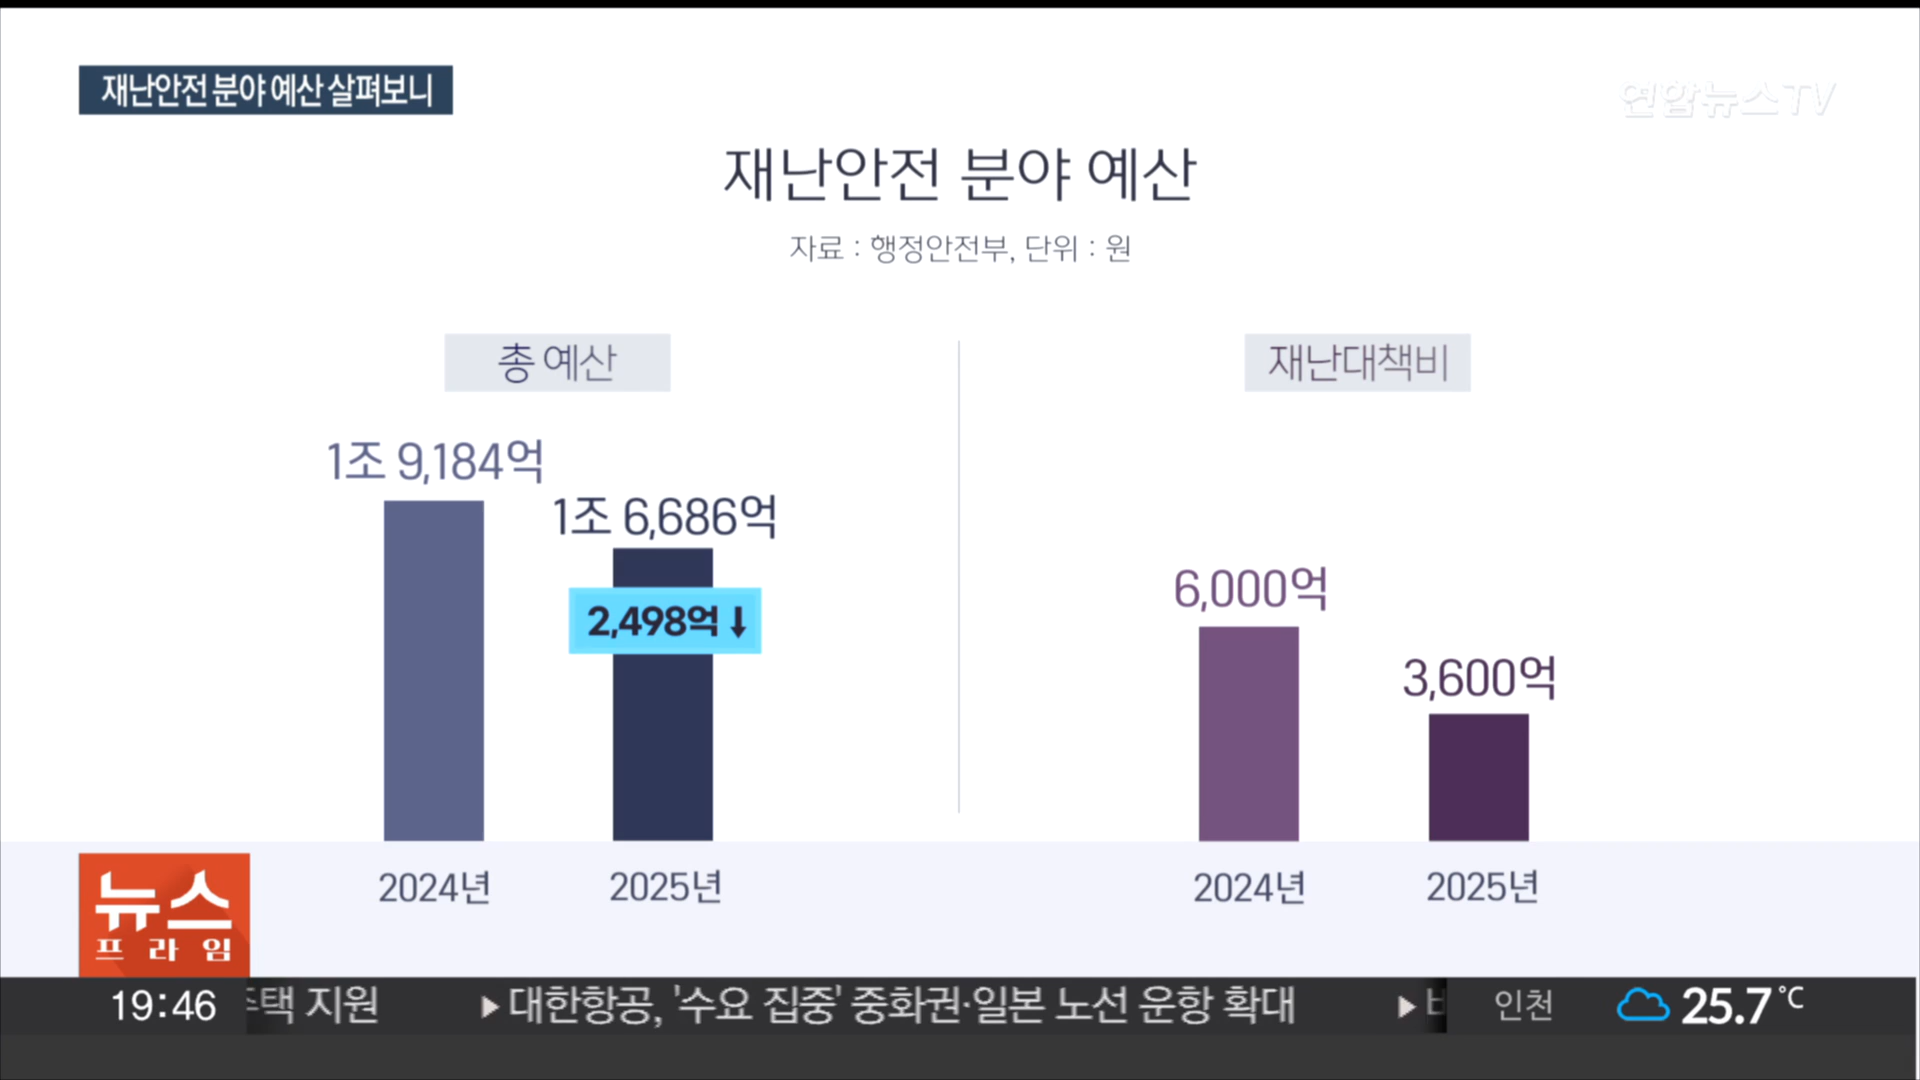 재난안전 분야 예산 살펴보니
연합뉴스TV
재난안전 분야 예산
자료 : 행정안전부, 단위 : 원
총 예산
재난대책비
1조 9,184억
1조 6,686억
2,498억 ↓
6,000억
3,600억
2024년
2025년
2024년
2025년
뉴스
프라임
19:46
지원
▶대한항공, '수요 집중' 중화권·일본 노선 운항 확대
▶
인천
25.7℃